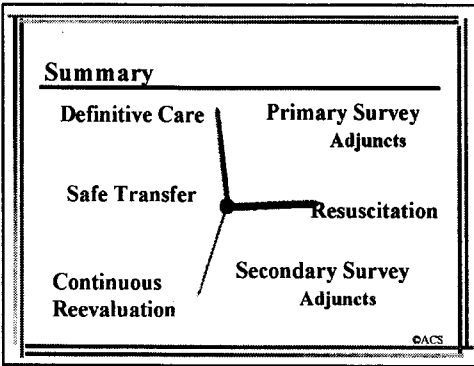 Summary
Definitive Care
Primary Survey
Adjuncts
Safe Transfer
Resuscitation
Continuous
Reevaluation
Secondary Survey
Adjuncts
©ACS